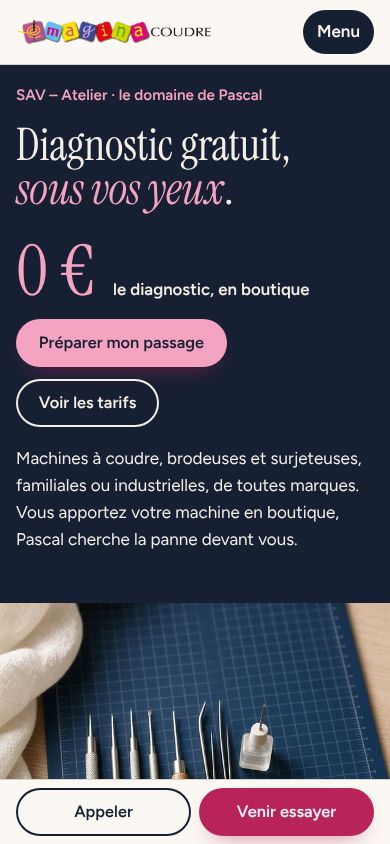 imagina COUDRE
Menu
SAV – Atelier · le domaine de Pascal
Diagnostic gratuit,
sous vos yeux.
0 € le diagnostic, en boutique
Préparer mon passage
Voir les tarifs
Machines à coudre, brodeuses et surjeteuses,
familiales ou industrielles, de toutes marques.
Vous apportez votre machine en boutique,
Pascal cherche la panne devant vous.
Appeler
Venir essayer